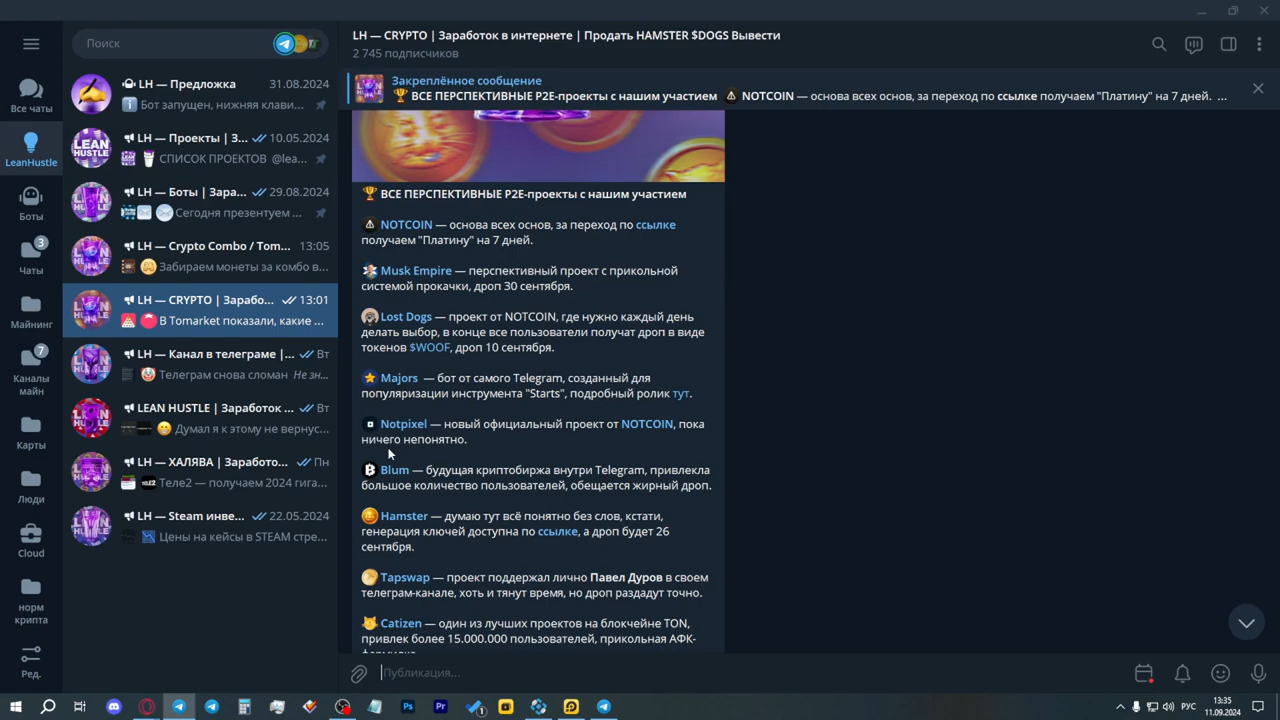 Поиск
LH — CRYPTO | Заработок в интернете | Продать HAMSTER $DOGS Вывести
2 745 подписчиков
Закреплённое сообщение
ВСЕ ПЕРСПЕКТИВНЫЕ P2E-проекты с нашим участием NOTCOIN — основа всех основ, за переход по ссылке получаем "Платину" на 7 дней. ...
Все чаты
LeanHustle
Боты
3
Чаты
Майнинг
7
Каналы
майн
Карты
Люди
Cloud
норм
крипта
Ред.
LH — Предложка 31.08.2024
Бот запущен, нижняя клави...
LH — Проекты | З... 10.05.2024
СПИСОК ПРОЕКТОВ @lea...
LEAN
HUSTLE
LH — Боты | Зара... 29.08.2024
Сегодня презентуем ...
LH — Crypto Combo / Tom... 13:05
Забираем монеты за комбо в...
LH — CRYPTO | Зарабо... 13:01
В Tomarket показали, какие ...
LH — Канал в телеграме |... Вт
Телеграм снова сломан Не зн...
LEAN HUSTLE | Заработок ... Вт
Думал я к этому не вернус...
LH — ХАЛЯВА | Заработо... Пн
TELE2 — Теле2 — получаем 2024 гига...
LH — Steam инве... 22.05.2024
Цены на кейсы в STEAM стре...
ВСЕ ПЕРСПЕКТИВНЫЕ P2E-проекты с нашим участием
NOTCOIN — основа всех основ, за переход по ссылке
получаем "Платину" на 7 дней.
Musk Empire — перспективный проект с прикольной
системой прокачки, дроп 30 сентября.
Lost Dogs — проект от NOTCOIN, где нужно каждый день
делать выбор, в конце все пользователи получат дроп в виде
токенов $WOOF, дроп 10 сентября.
Majors — бот от самого Telegram, созданный для
популяризации инструмента "Starts", подробный ролик тут.
Notpixel — новый официальный проект от NOTCOIN, пока
ничего непонятно.
Blum — будущая криптобиржа внутри Telegram, привлекла
большое количество пользователей, обещается жирный дроп.
Hamster — думаю тут всё понятно без слов, кстати,
генерация ключей доступна по ссылке, а дроп будет 26
сентября.
Tapswap — проект поддержал лично Павел Дуров в своем
телеграм-канале, хоть и тянут время, но дроп раздадут точно.
Catizen — один из лучших проектов на блокчейне TON,
привлек более 15.000.000 пользователей, прикольная АФК-
Публикация...
Ps
Pr
1
РУС
13:35
11.09.2024